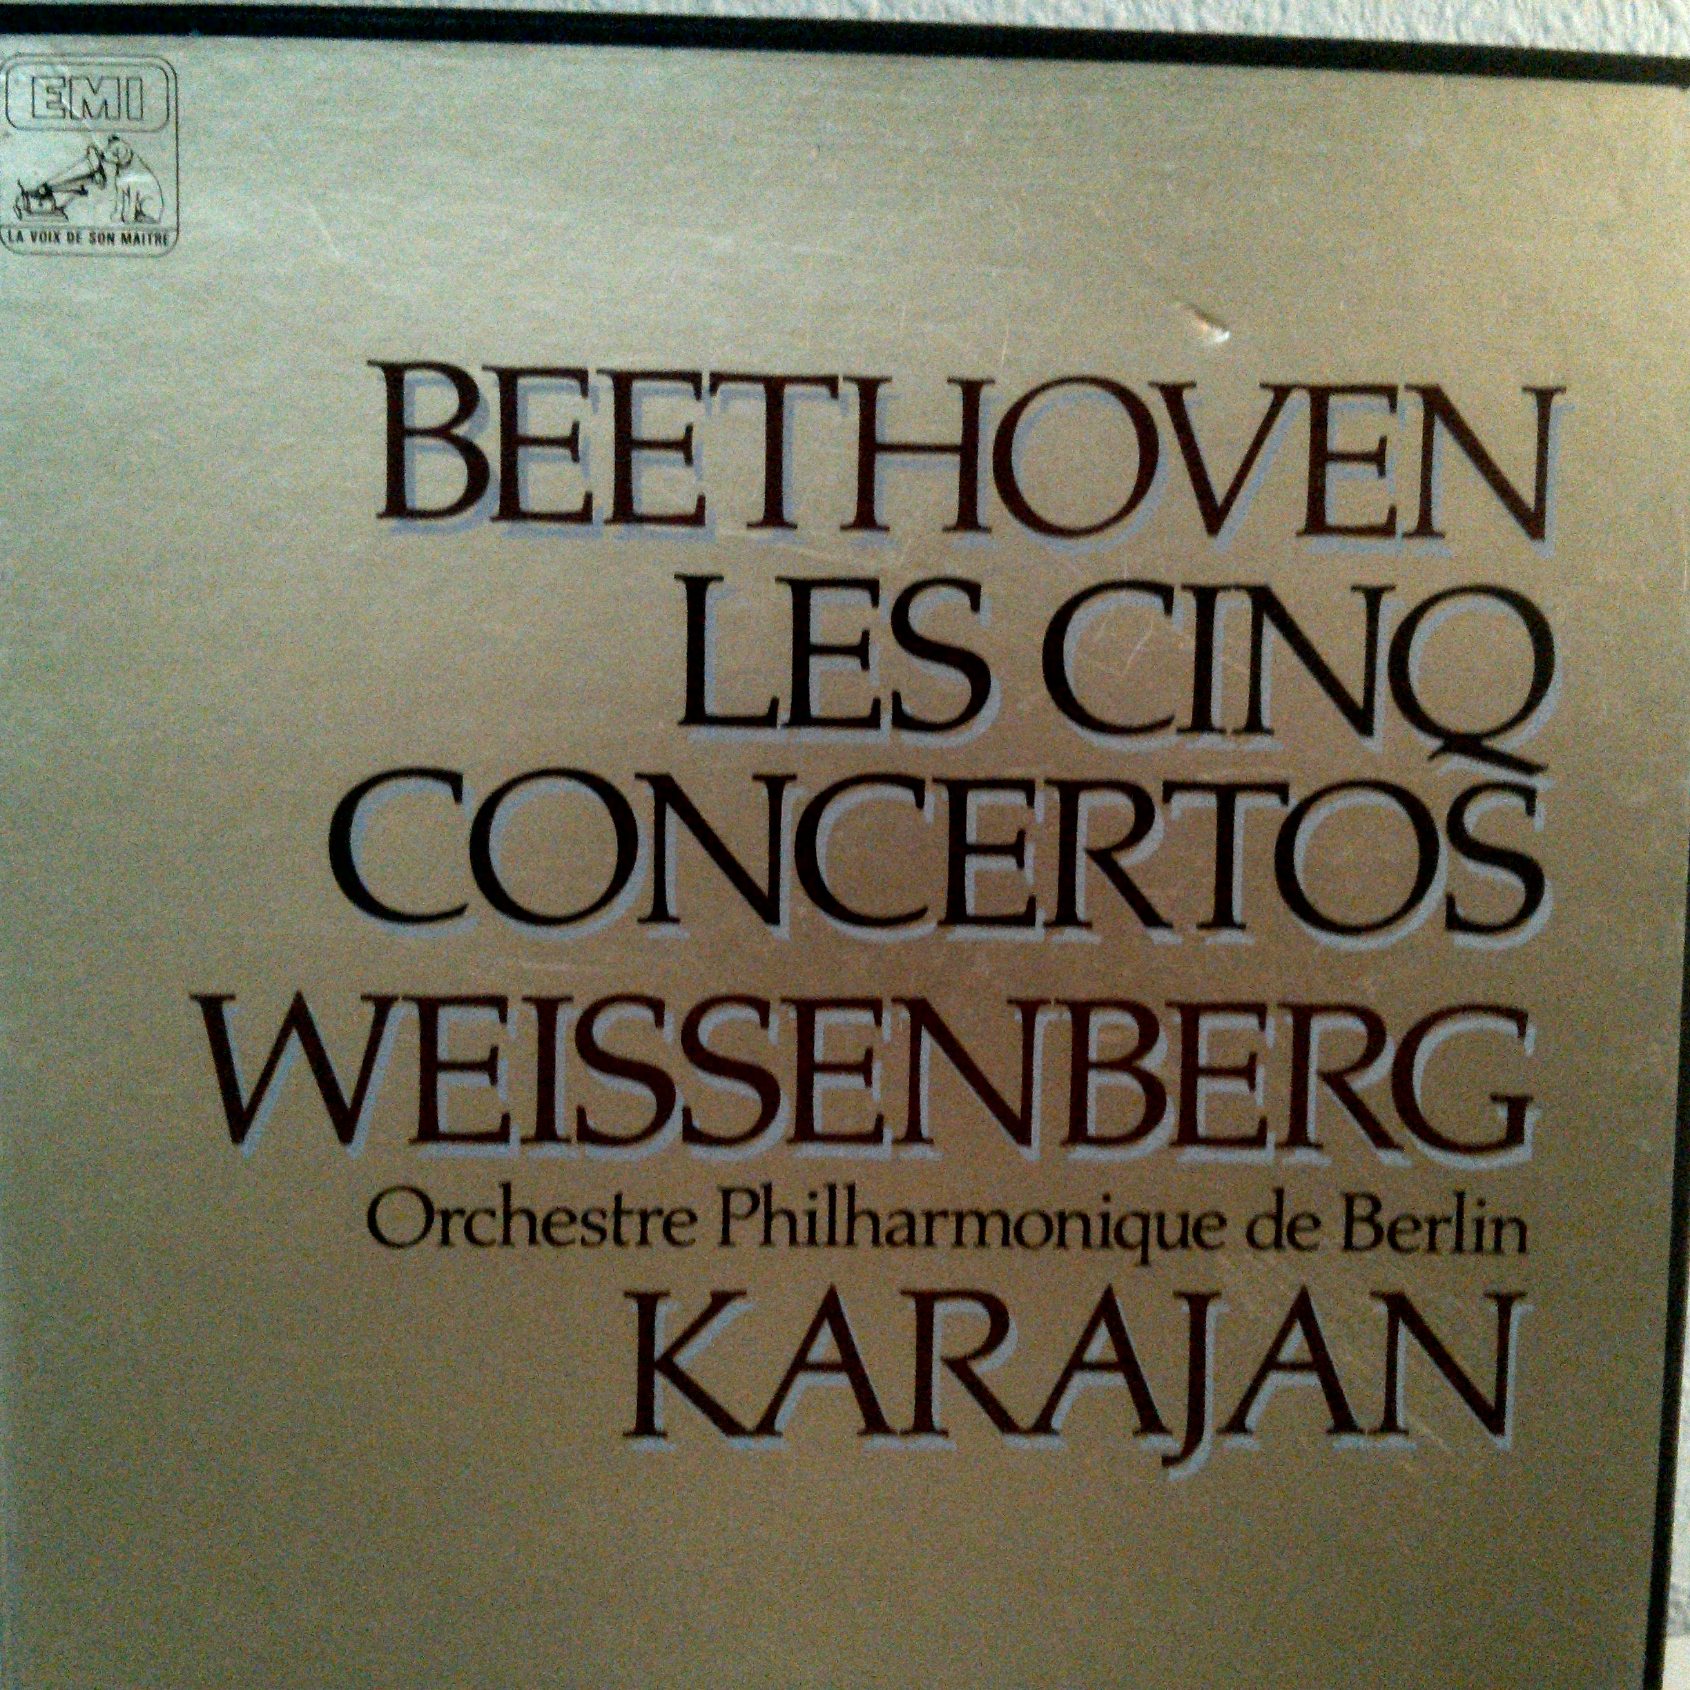 EMI
LA VOIX DE SON MAITRE
BEETHOVEN
LES CINQ
CONCERTOS
WEISSENBERG
Orchestre Philharmonique de Berlin
KARAJAN